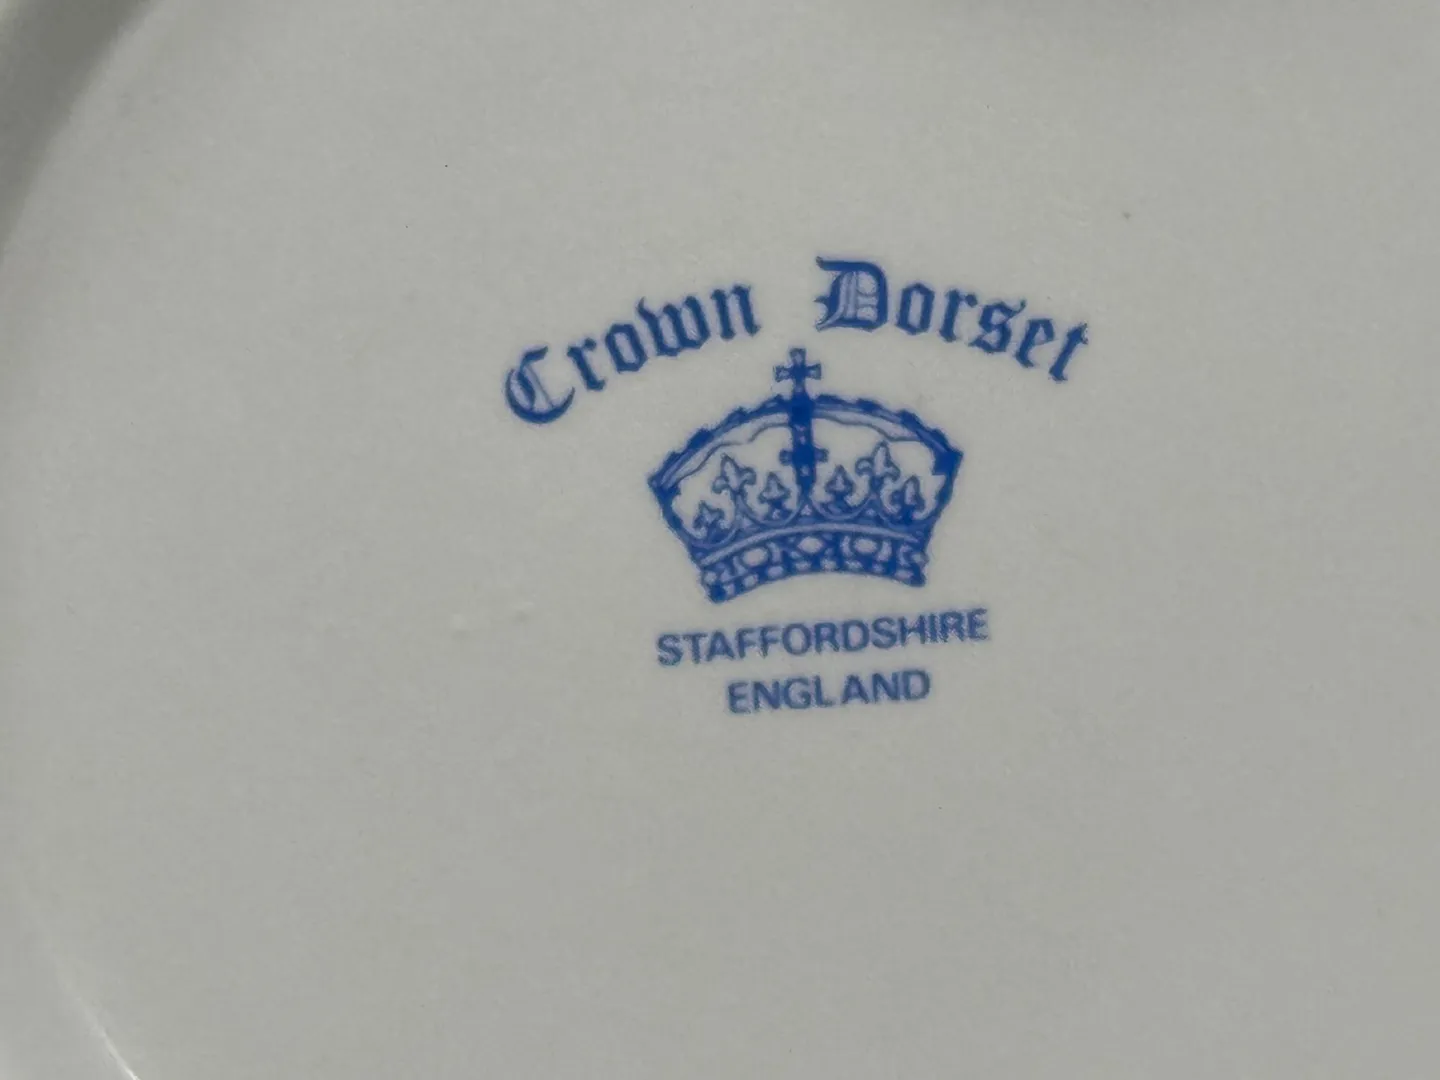 Crown Dorset
STAFFORDSHIRE
ENGLAND